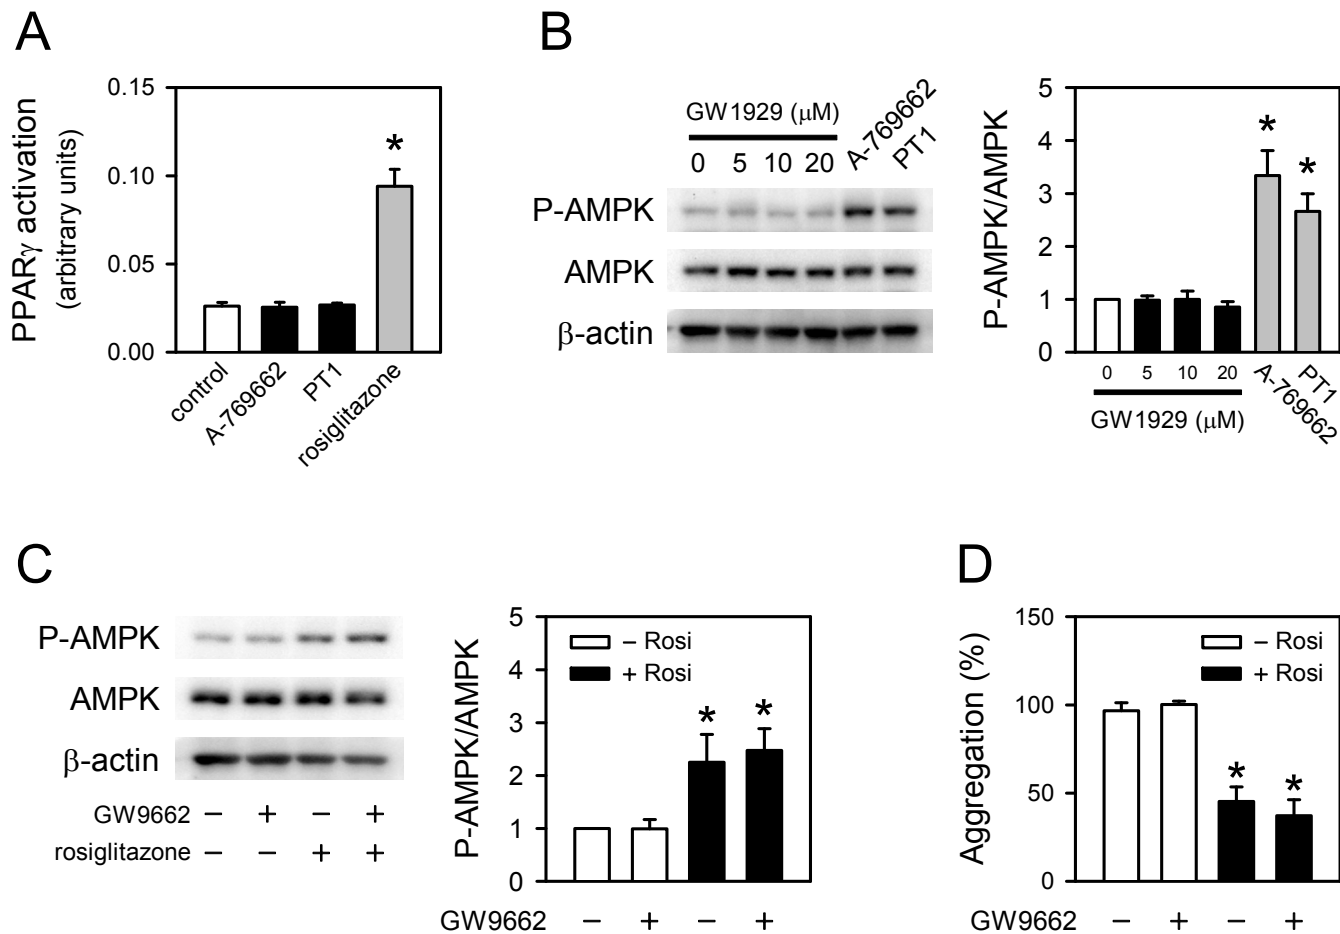 A
PPARγ activation
(arbitrary units)
0.15
0.10
0.05
0.00
*
control
A-769662
PT1
rosiglitazone
B
GW1929 (μM)
0 5 10 20 A-769662 PT1
P-AMPK
AMPK
β-actin
P-AMPK/AMPK
5
4
3
2
1
0
* *
0 5 10 20 A-769662 PT1
GW1929 (μM)
C
P-AMPK
AMPK
β-actin
GW9662 − + − +
rosiglitazone − − + +
P-AMPK/AMPK
5
4
3
2
1
0
− Rosi
+ Rosi
* *
GW9662 − + − +
D
Aggregation (%)
150
100
50
0
− Rosi
+ Rosi
* *
GW9662 − + − +